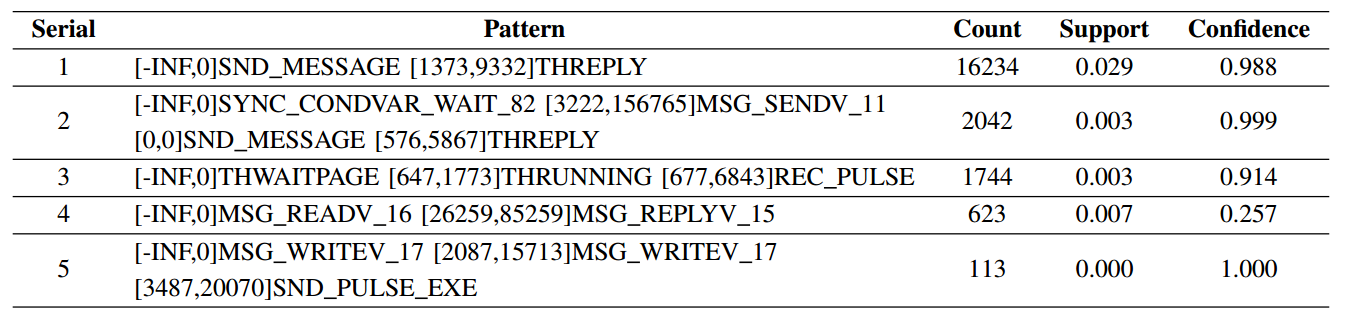 Serial Pattern Count Support Confidence
1 [-INF,0]SND_MESSAGE [1373,9332]THREPLY 16234 0.029 0.988
2 [-INF,0]SYNC_CONDVAR_WAIT_82 [3222,156765]MSG_SENDV_11
[0,0]SND_MESSAGE [576,5867]THREPLY 2042 0.003 0.999
3 [-INF,0]THWAITPAGE [647,1773]THRUNNING [677,6843]REC_PULSE 1744 0.003 0.914
4 [-INF,0]MSG_READV_16 [26259,85259]MSG_REPLYV_15 623 0.007 0.257
5 [-INF,0]MSG_WRITEV_17 [2087,15713]MSG_WRITEV_17
[3487,20070]SND_PULSE_EXE 113 0.000 1.000